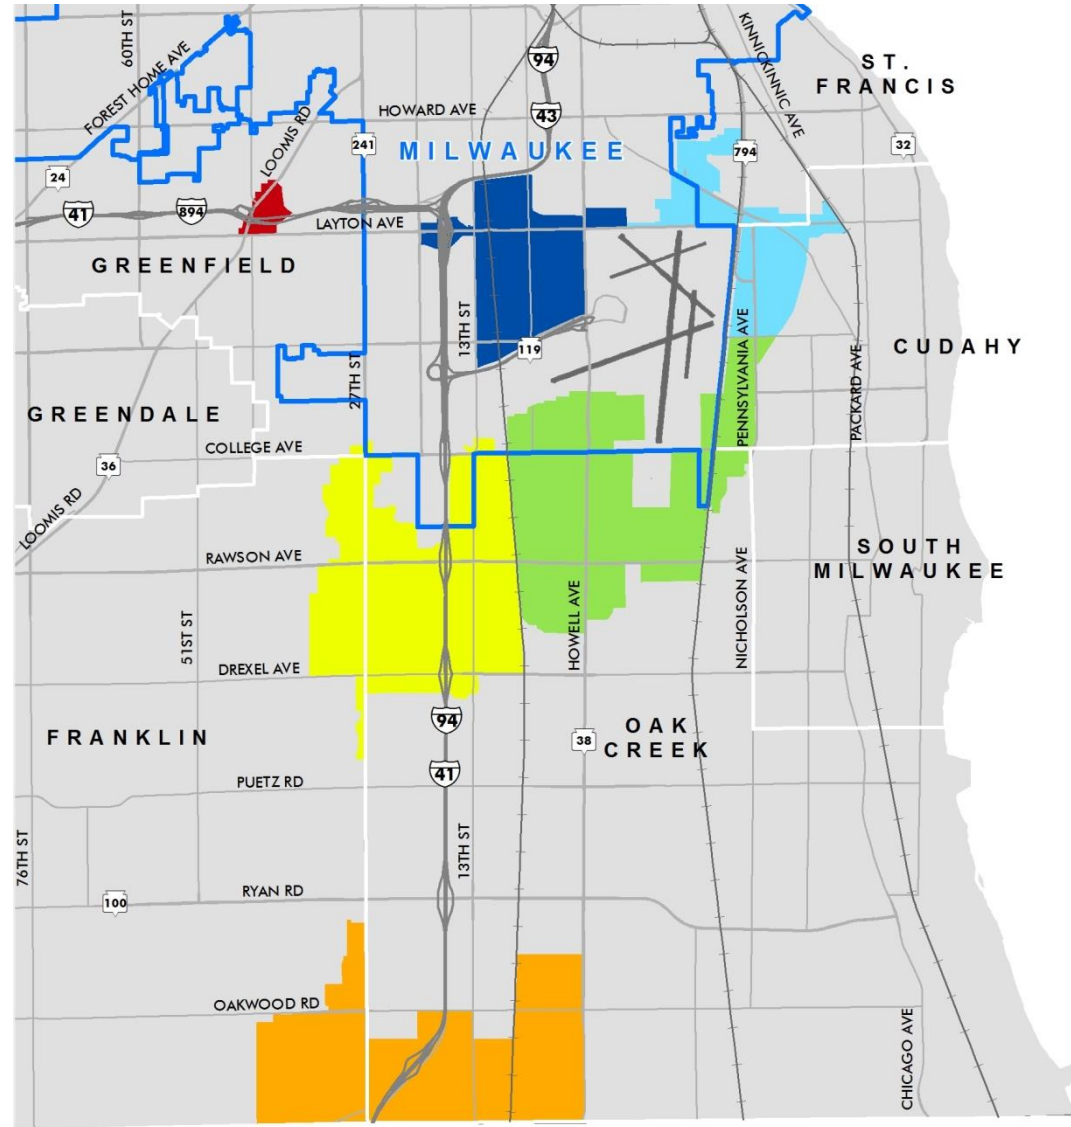 60TH ST
FOREST HOME AVE
94
KINNICKINNIC AVE
ST.
FRANCIS
HOWARD AVE
43
LOOMIS RD
241
MILWAUKEE
794
32
24
41
894
LAYTON AVE
GREENFIELD
13TH ST
119
PENNSYLVANIA AVE
PACKARD AVE
CUDAHY
27TH ST
GREENDALE
COLLEGE AVE
36
LOOMIS RD
RAWSON AVE
SOUTH
MILWAUKEE
51ST ST
HOWELL AVE
NICHOLSON AVE
DREXEL AVE
94
FRANKLIN
OAK
CREEK
38
41
PUETZ RD
76TH ST
13TH ST
RYAN RD
100
OAKWOOD RD
CHICAGO AVE